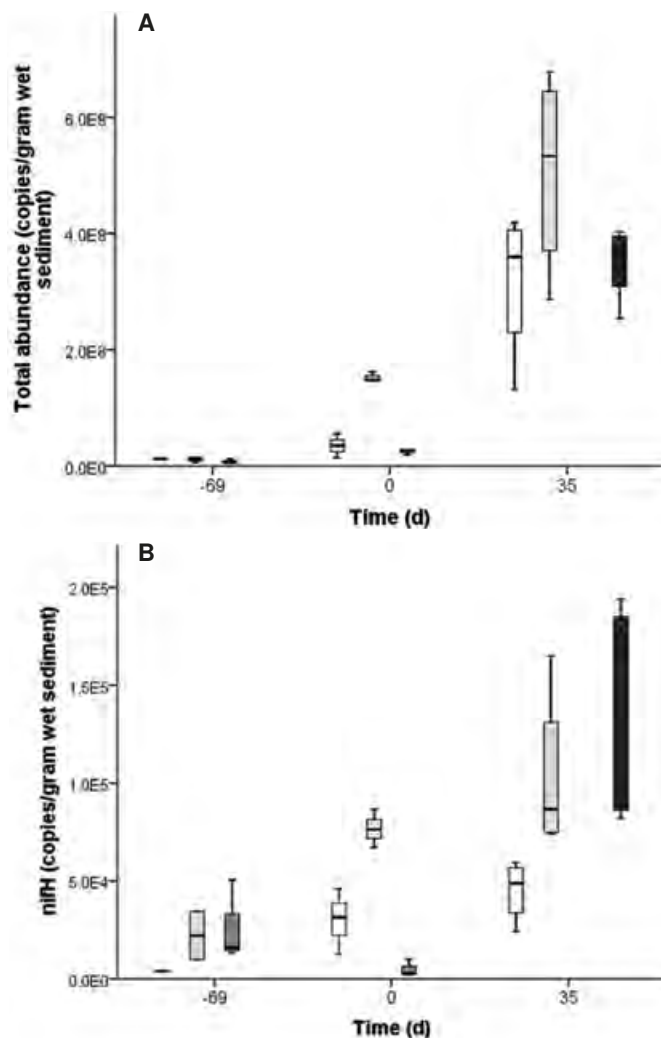 A
Total abundance (copies/gram wet
sediment)
6.0E8
4.0E8
2.0E8
0.0E0
-69
0
35
Time (d)
B
nifH (copies/gram wet sediment)
2.0E5
1.5E5
1.0E5
5.0E4
0.0E0
-69
0
35
Time (d)